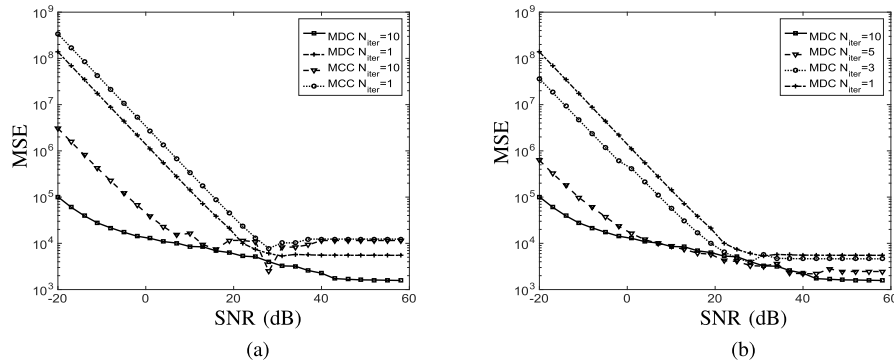 MSE
10^9
10^8
10^7
10^6
10^5
10^4
10^3
MDC N_iter=10
MDC N_iter=1
MCC N_iter=10
MCC N_iter=1
-20 0 20 40 60
SNR (dB)
(a)
MSE
10^9
10^8
10^7
10^6
10^5
10^4
10^3
MDC N_iter=10
MDC N_iter=5
MDC N_iter=3
MDC N_iter=1
-20 0 20 40 60
SNR (dB)
(b)